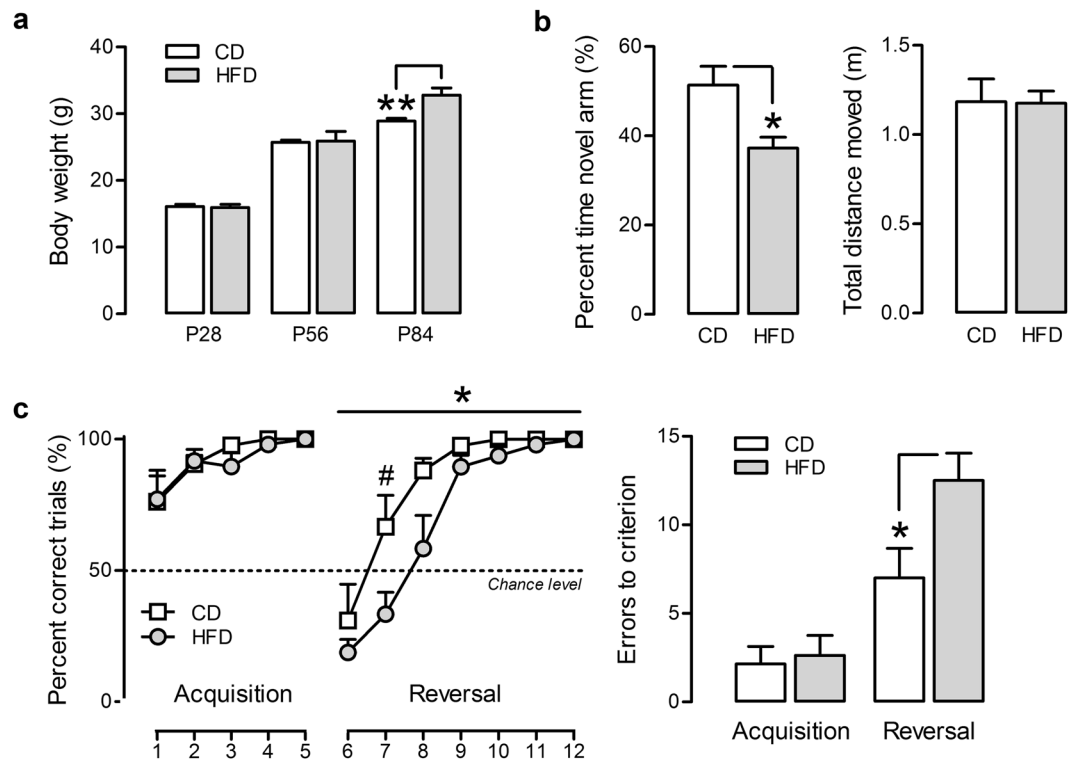 a
CD
HFD
Body weight (g)
40
30
20
10
0
**
P28
P56
P84
b
Percent time novel arm (%)
60
40
20
0
*
CD
HFD
Total distance moved (m)
1.5
1.0
0.5
0.0
CD
HFD
c
Percent correct trials (%)
100
50
0
*
#
Chance level
CD
HFD
Acquisition
Reversal
1 2 3 4 5 6 7 8 9 10 11 12
Errors to criterion
15
10
5
0
CD
HFD
*
Acquisition
Reversal